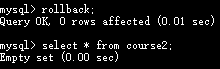 mysql> rollback;
Query OK, 0 rows affected (0.01 sec)
mysql> select * from course2;
Empty set (0.00 sec)